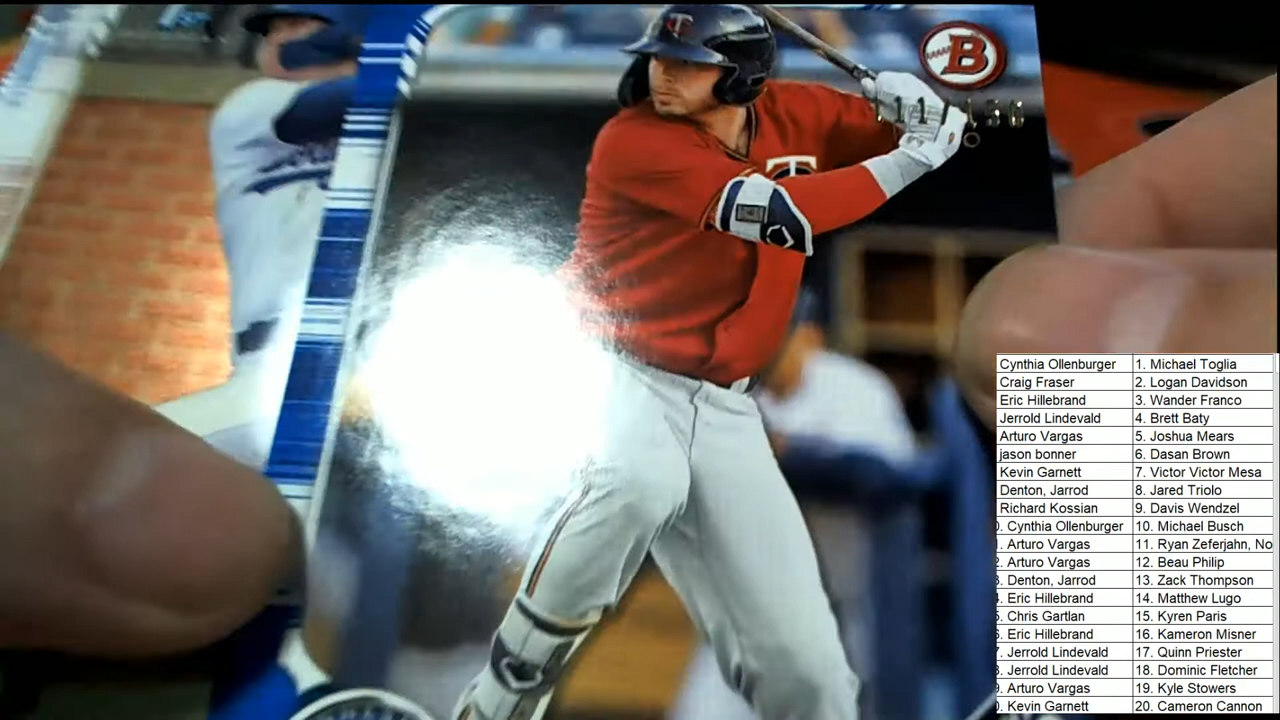 B
T
T
Cynthia Ollenburger 1. Michael Toglia
Craig Fraser 2. Logan Davidson
Eric Hillebrand 3. Wander Franco
Jerrold Lindevald 4. Brett Baty
Arturo Vargas 5. Joshua Mears
jason bonner 6. Dasan Brown
Kevin Garnett 7. Victor Victor Mesa
Denton, Jarrod 8. Jared Triolo
Richard Kossian 9. Davis Wendzel
. Cynthia Ollenburger 10. Michael Busch
. Arturo Vargas 11. Ryan Zeferjahn, No
. Arturo Vargas 12. Beau Philip
. Denton, Jarrod 13. Zack Thompson
. Eric Hillebrand 14. Matthew Lugo
. Chris Gartlan 15. Kyren Paris
. Eric Hillebrand 16. Kameron Misner
. Jerrold Lindevald 17. Quinn Priester
. Jerrold Lindevald 18. Dominic Fletcher
. Arturo Vargas 19. Kyle Stowers
. Kevin Garnett 20. Cameron Cannon